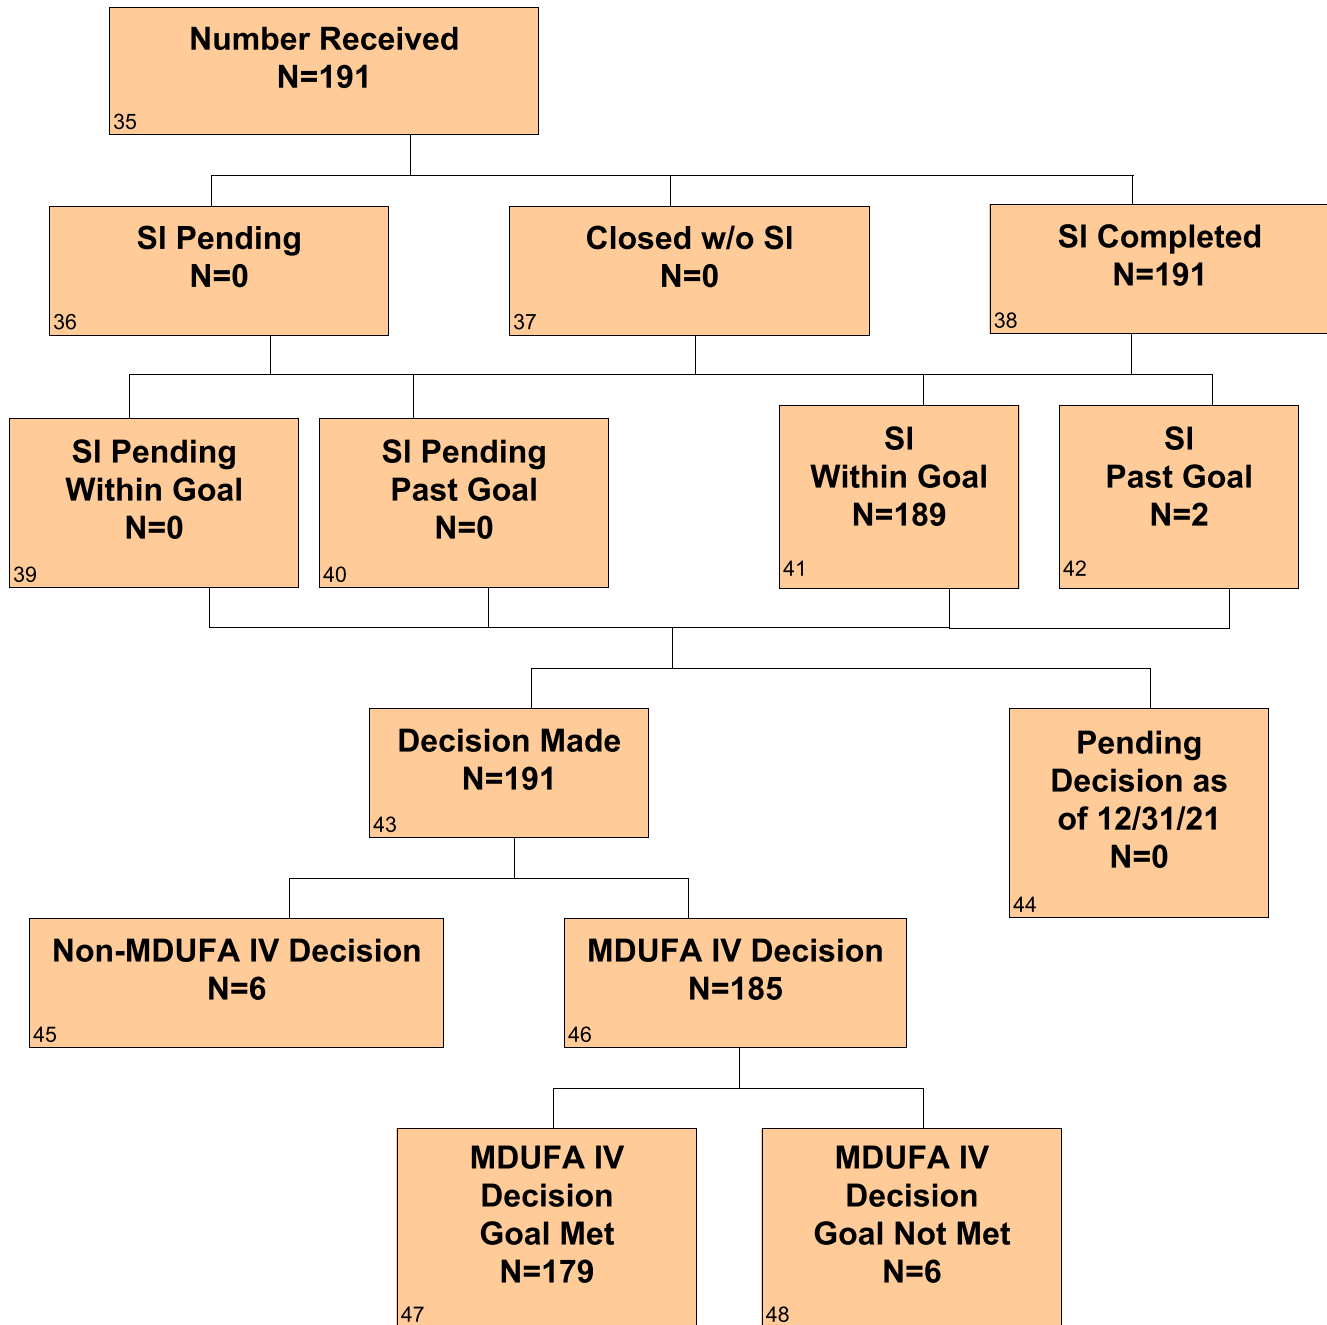 Number Received
N=191
35
SI Pending
N=0
36
Closed w/o SI
N=0
37
SI Completed
N=191
38
SI Pending
Within Goal
N=0
39
SI Pending
Past Goal
N=0
40
SI
Within Goal
N=189
41
SI
Past Goal
N=2
42
Decision Made
N=191
43
Pending
Decision as
of 12/31/21
N=0
44
Non-MDUFA IV Decision
N=6
45
MDUFA IV Decision
N=185
46
MDUFA IV
Decision
Goal Met
N=179
47
MDUFA IV
Decision
Goal Not Met
N=6
48